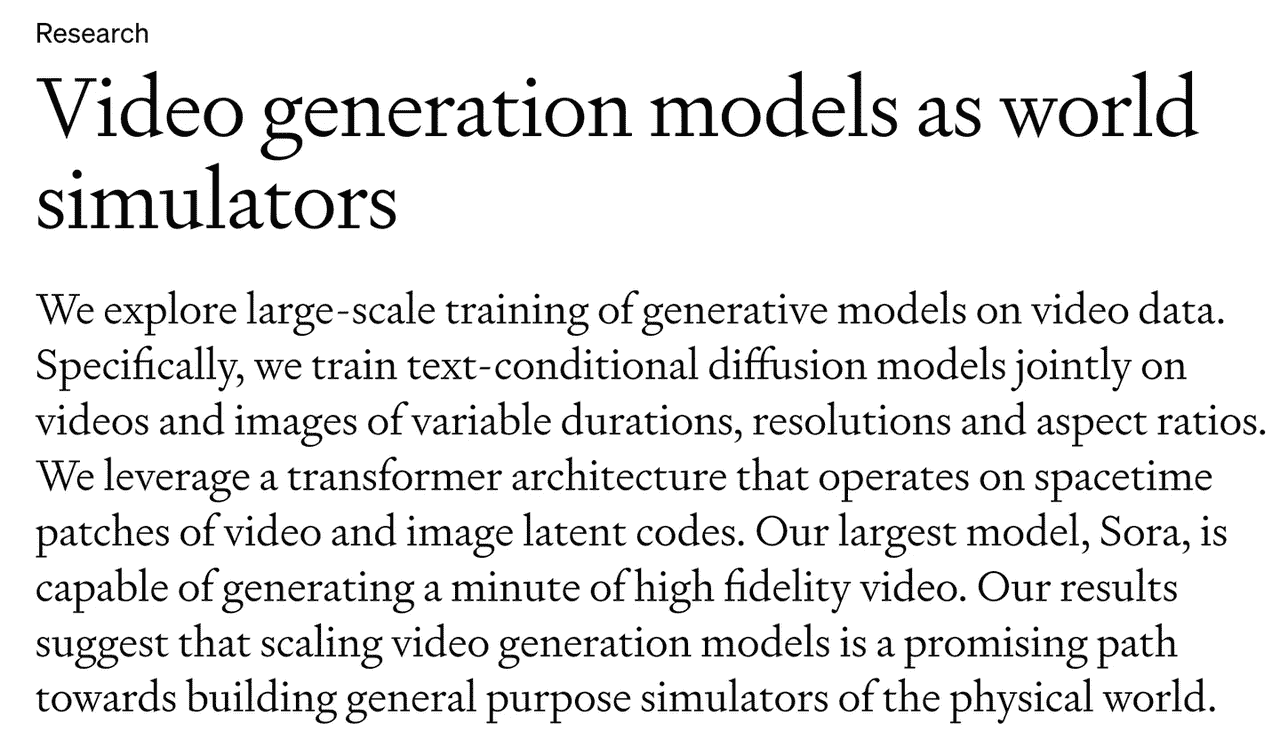 Research
Video generation models as world
simulators
We explore large-scale training of generative models on video data.
Specifically, we train text-conditional diffusion models jointly on
videos and images of variable durations, resolutions and aspect ratios.
We leverage a transformer architecture that operates on spacetime
patches of video and image latent codes. Our largest model, Sora, is
capable of generating a minute of high fidelity video. Our results
suggest that scaling video generation models is a promising path
towards building general purpose simulators of the physical world.